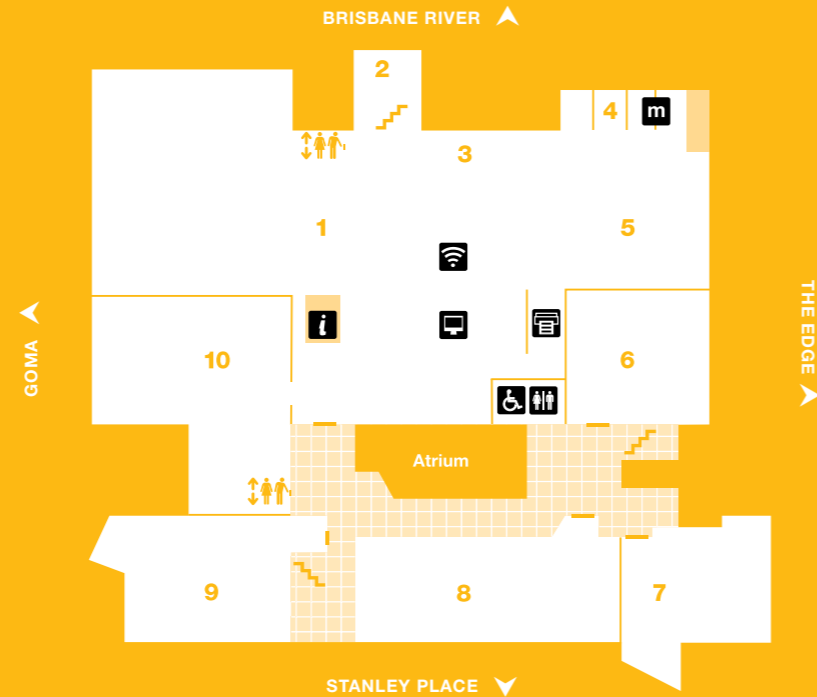 BRISBANE RIVER
2
4 m
3
1
5
i
GOMA
THE EDGE
10
6
Atrium
9
8
7
STANLEY PLACE